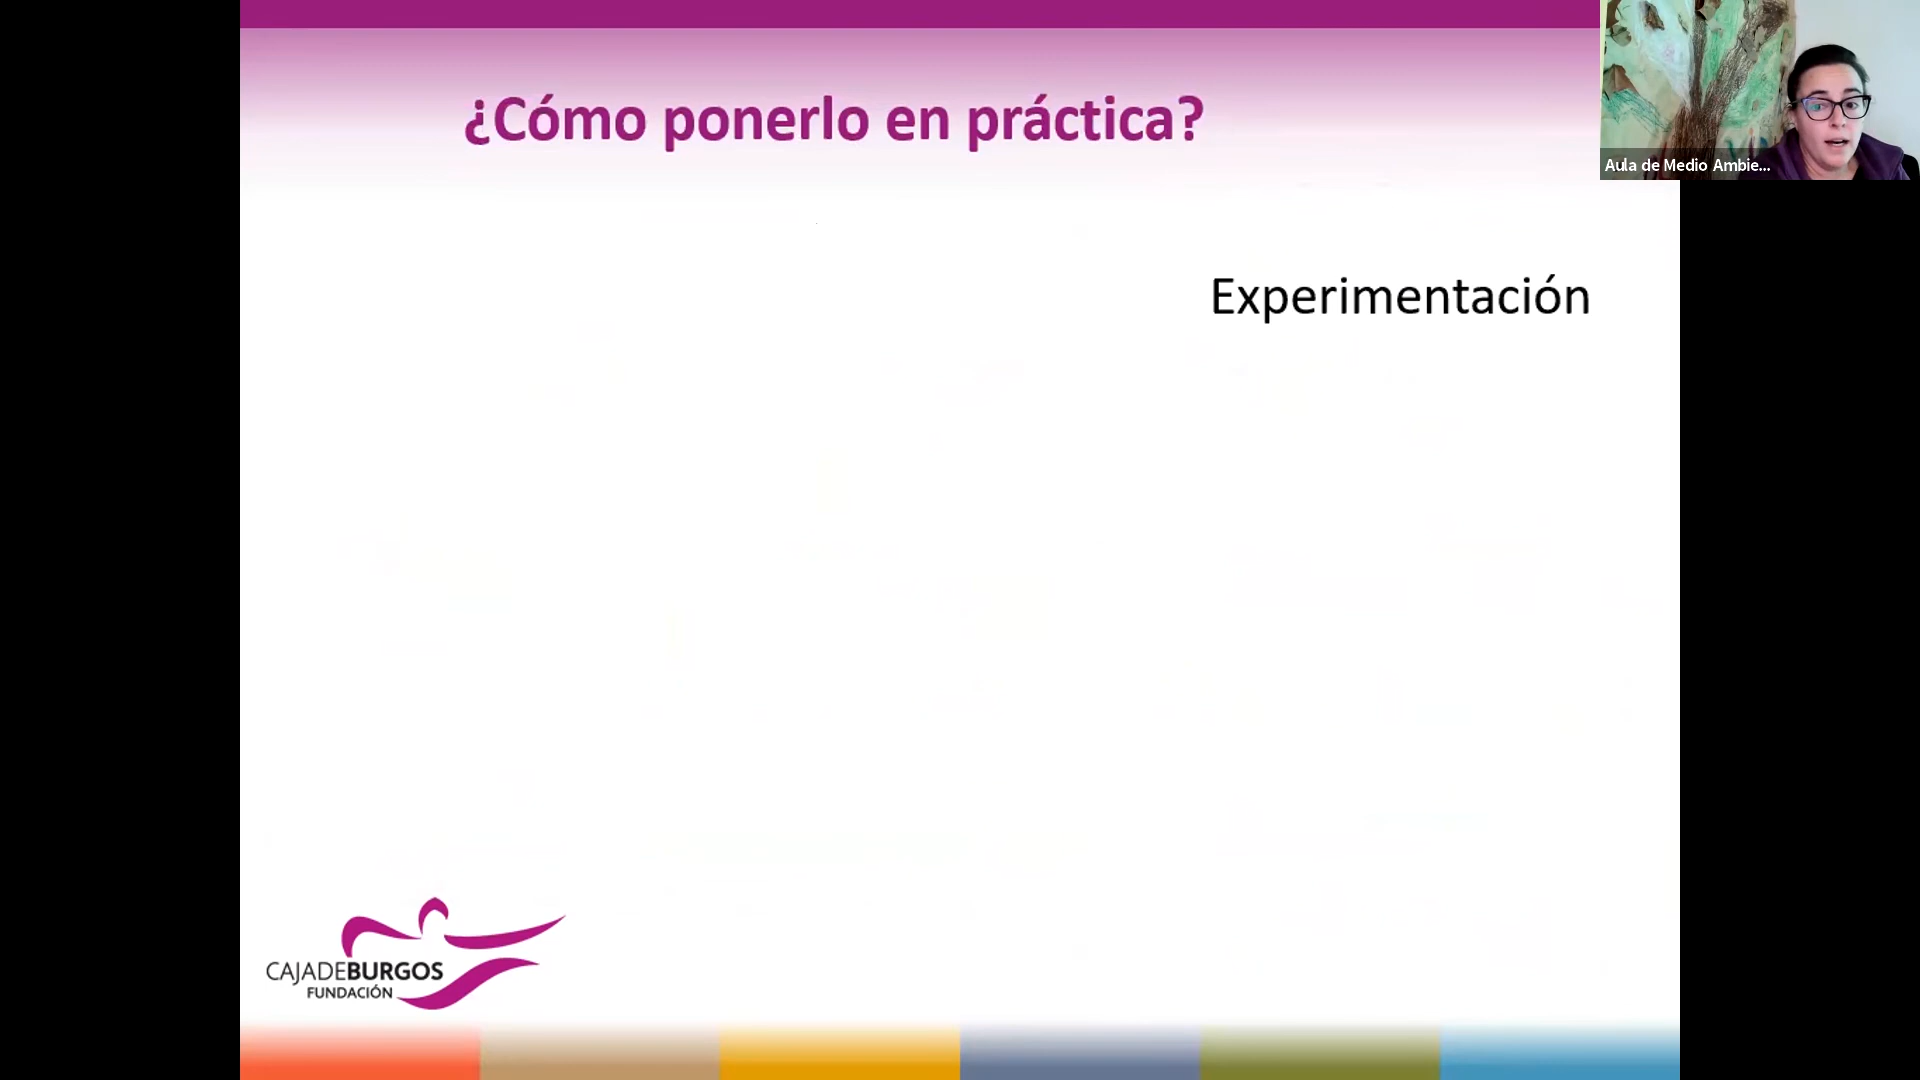 ¿Cómo ponerlo en práctica?
Aula de Medio Ambie...
Experimentación
CAJADEBURGOS
FUNDACIÓN